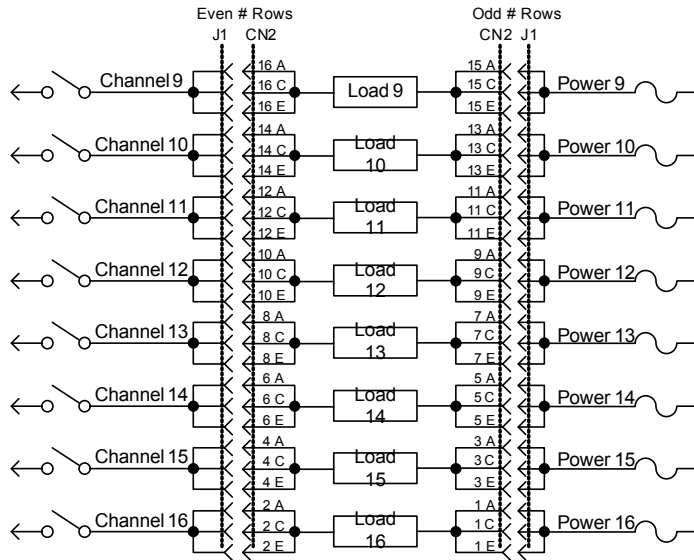 Even # Rows Odd # Rows
J1 CN2 CN2 J1
16 A 15 A
Channel 9 16 C Load 9 15 C Power 9
16 E 15 E
14 A 13 A
Channel 10 14 C Load 10 13 C Power 10
14 E 13 E
12 A 11 A
Channel 11 12 C Load 11 11 C Power 11
12 E 11 E
10 A 9 A
Channel 12 10 C Load 12 9 C Power 12
10 E 9 E
8 A 7 A
Channel 13 8 C Load 13 7 C Power 13
8 E 7 E
6 A 5 A
Channel 14 6 C Load 14 5 C Power 14
6 E 5 E
4 A 3 A
Channel 15 4 C Load 15 3 C Power 15
4 E 3 E
2 A 1 A
Channel 16 2 C Load 16 1 C Power 16
2 E 1 E